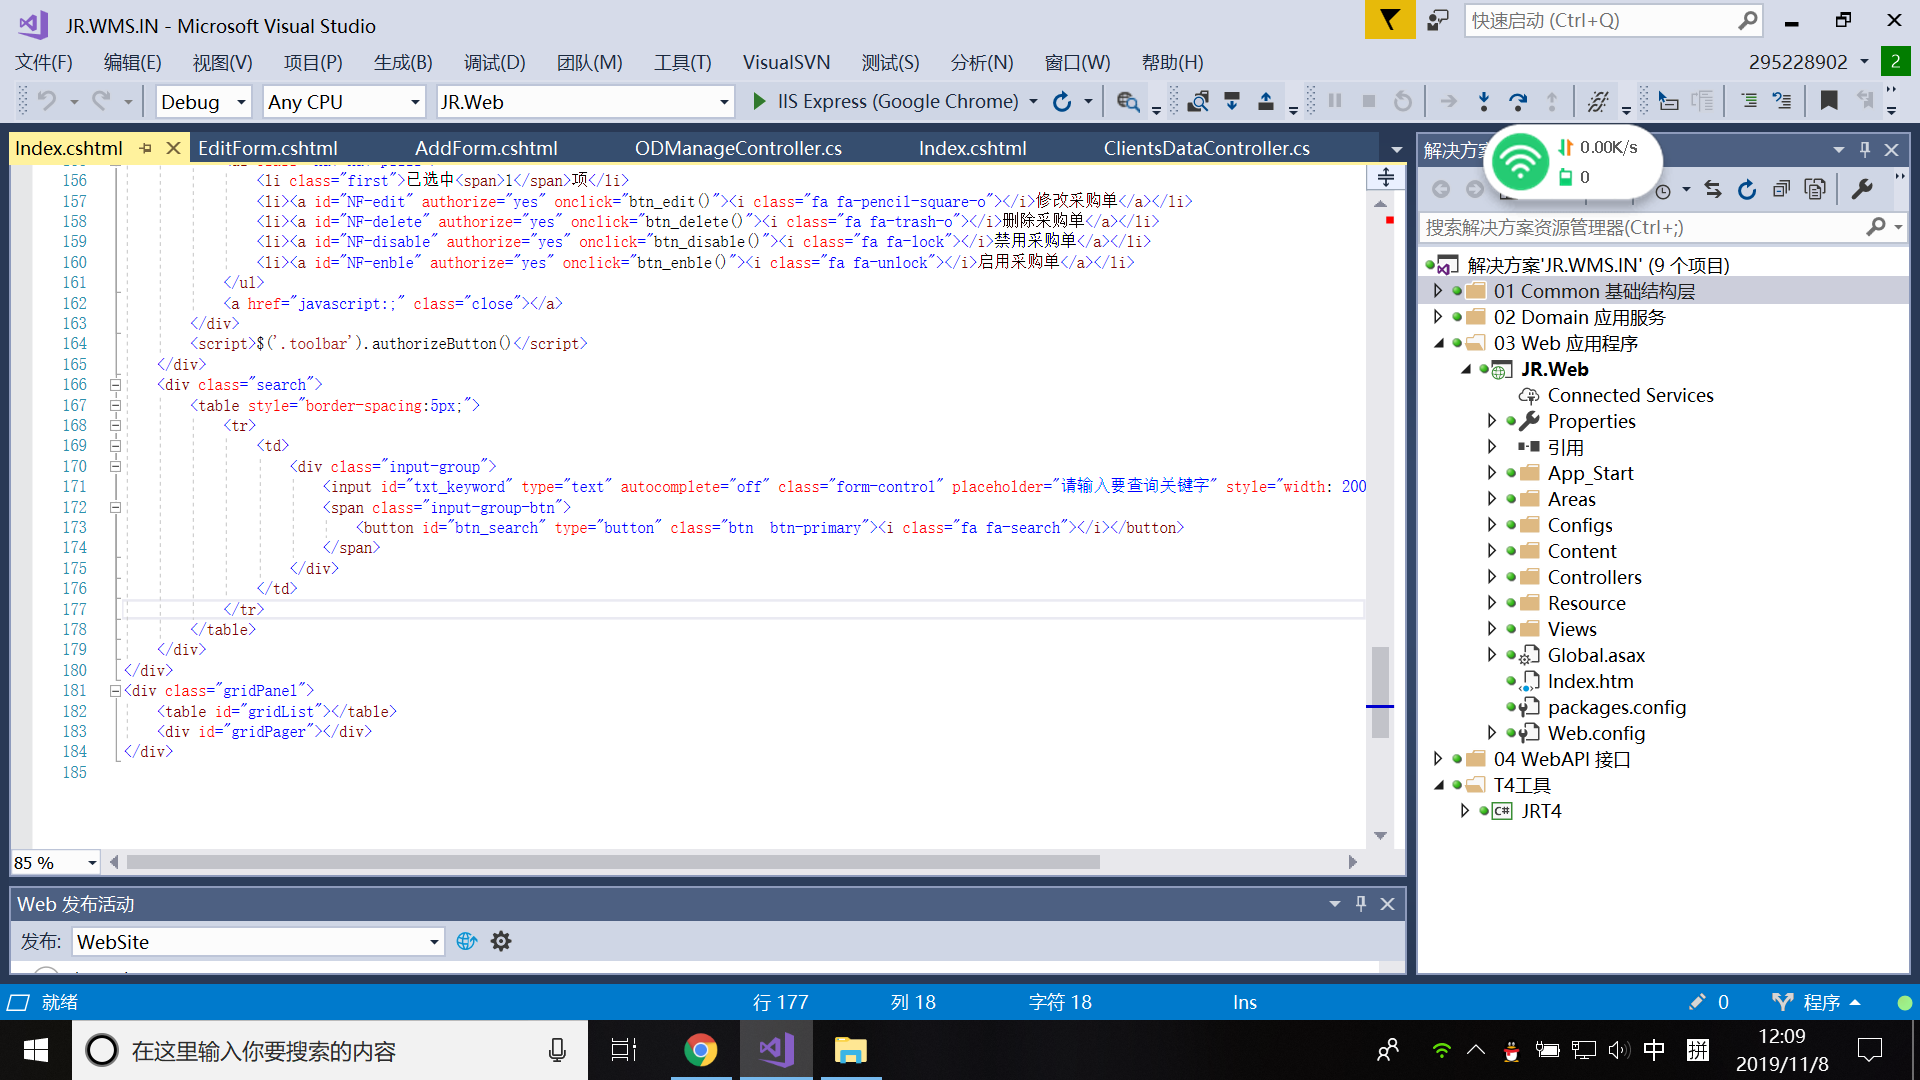 JR.WMS.IN - Microsoft Visual Studio
快速启动 (Ctrl+Q)
文件(F) 编辑(E) 视图(V) 项目(P) 生成(B) 调试(D) 团队(M) 工具(T) VisualSVN 测试(S) 分析(N) 窗口(W) 帮助(H)
295228902 2
Debug Any CPU JR.Web IIS Express (Google Chrome)
Index.cshtml EditForm.cshtml AddForm.cshtml ODManageController.cs Index.cshtml ClientsDataController.cs
156 <li class="first">已选中<span>1</span>项</li>
157 <li><a id="NF-edit" authorize="yes" onclick="btn_edit()"><i class="fa fa-pencil-square-o"></i>修改采购单</a></li>
158 <li><a id="NF-delete" authorize="yes" onclick="btn_delete()"><i class="fa fa-trash-o"></i>删除采购单</a></li>
159 <li><a id="NF-disable" authorize="yes" onclick="btn_disable()"><i class="fa fa-lock"></i>禁用采购单</a></li>
160 <li><a id="NF-enble" authorize="yes" onclick="btn_enble()"><i class="fa fa-unlock"></i>启用采购单</a></li>
161 </ul>
162 <a href="javascript:;" class="close"></a>
163 </div>
164 <script>$('.toolbar').authorizeButton()</script>
165 </div>
166 <div class="search">
167 <table style="border-spacing:5px;">
168 <tr>
169 <td>
170 <div class="input-group">
171 <input id="txt_keyword" type="text" autocomplete="off" class="form-control" placeholder="请输入要查询关键字" style="width: 200
172 <span class="input-group-btn">
173 <button id="btn_search" type="button" class="btn  btn-primary"><i class="fa fa-search"></i></button>
174 </span>
175 </div>
176 </td>
177 </tr>
178 </table>
179 </div>
180 </div>
181 <div class="gridPanel">
182 <table id="gridList"></table>
183 <div id="gridPager"></div>
184 </div>
185
85 %
Web 发布活动
发布: WebSite
解决方案
0.00K/s
0
搜索解决方案资源管理器(Ctrl+;)
解决方案'JR.WMS.IN' (9 个项目)
01 Common 基础结构层
02 Domain 应用服务
03 Web 应用程序
JR.Web
Connected Services
Properties
引用
App_Start
Areas
Configs
Content
Controllers
Resource
Views
Global.asax
Index.htm
packages.config
Web.config
04 WebAPI 接口
T4工具
C# JRT4
就绪 行 177 列 18 字符 18 Ins 0 程序
在这里输入你要搜索的内容
中 拼
12:09
2019/11/8